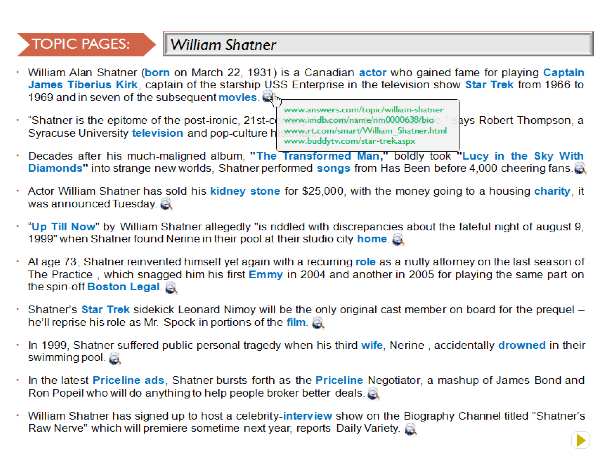 TOPIC PAGES:
William Shatner
William Alan Shatner (born on March 22, 1931) is a Canadian actor who gained fame for playing Captain
James Tiberius Kirk, captain of the starship USS Enterprise in the television show Star Trek from 1966 to
1969 and in seven of the subsequent movies.
www.answers.com/topic/william-shatner
www.imdb.com/name/nm0000638/bio
www.rt.com/smart/William_Shatner.html
www.buddytv.com/star-trek.aspx
"Shatner is the epitome of the post-ironic, 21st-c says Robert Thompson, a
Syracuse University television and pop-culture h
Decades after his much-maligned album, "The Transformed Man," boldly took "Lucy in the Sky With
Diamonds" into strange new worlds, Shatner performed songs from Has Been before 4,000 cheering fans.
Actor William Shatner has sold his kidney stone for $25,000, with the money going to a housing charity, it
was announced Tuesday.
"Up Till Now" by William Shatner allegedly "is riddled with discrepancies about the fateful night of august 9,
1999" when Shatner found Nerine in their pool at their studio city home.
At age 73, Shatner reinvented himself yet again with a recurring role as a nutty attorney on the last season of
The Practice , which snagged him his first Emmy in 2004 and another in 2005 for playing the same part on
the spin-off Boston Legal.
Shatner's Star Trek sidekick Leonard Nimoy will be the only original cast member on board for the prequel –
he'll reprise his role as Mr. Spock in portions of the film.
In 1999, Shatner suffered public personal tragedy when his third wife, Nerine , accidentally drowned in their
swimming pool.
In the latest Priceline ads, Shatner bursts forth as the Priceline Negotiator, a mashup of James Bond and
Ron Popeil who will do anything to help people broker better deals.
William Shatner has signed up to host a celebrity-interview show on the Biography Channel titled "Shatner's
Raw Nerve" which will premiere sometime next year, reports Daily Variety.